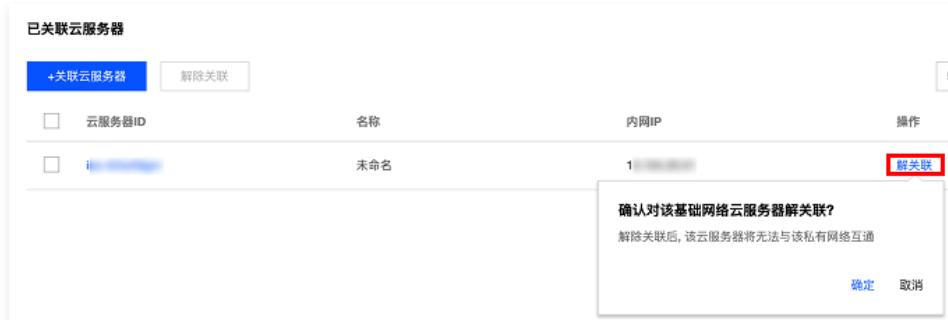 已关联云服务器
+关联云服务器 解除关联
云服务器ID 名称 内网IP 操作
未命名 解关联
确认对该基础网络云服务器解关联?
解除关联后, 该云服务器将无法与该私有网络互通
确定 取消